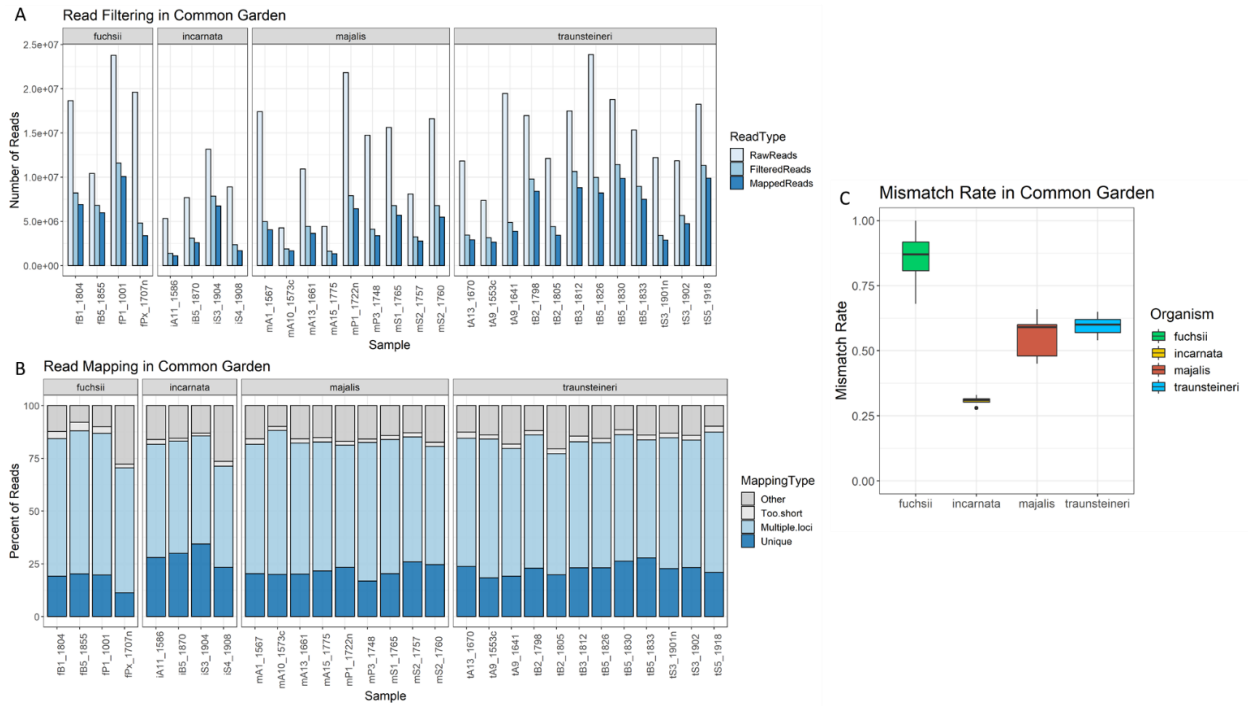 A
Read Filtering in Common Garden
fuchsii incarnata majalis traunsteineri
Number of Reads
2.5e+07
2.0e+07
1.5e+07
1.0e+07
5.0e+06
0.0e+00
ReadType
RawReads
FilteredReads
MappedReads
fB1_1804 fB5_1855 fP1_1001 fPx_1707n iA11_1586 iB5_1870 iS3_1904 iS4_1908 mA1_1567 mA10_1573c mA13_1661 mA15_1775 mP1_1722n mP3_1748 mS1_1765 mS2_1757 mS2_1760 tA13_1670 tA9_1553c tA9_1641 tB2_1798 tB2_1805 tB3_1812 tB5_1826 tB5_1830 tB5_1833 tS3_1901n tS3_1902 tS5_1918
Sample
B
Read Mapping in Common Garden
fuchsii incarnata majalis traunsteineri
Percent of Reads
100
75
50
25
0
MappingType
Other
Too.short
Multiple.loci
Unique
fB1_1804 fB5_1855 fP1_1001 fPx_1707n iA11_1586 iB5_1870 iS3_1904 iS4_1908 mA1_1567 mA10_1573c mA13_1661 mA15_1775 mP1_1722n mP3_1748 mS1_1765 mS2_1757 mS2_1760 tA13_1670 tA9_1553c tA9_1641 tB2_1798 tB2_1805 tB3_1812 tB5_1826 tB5_1830 tB5_1833 tS3_1901n tS3_1902 tS5_1918
Sample
C
Mismatch Rate in Common Garden
Mismatch Rate
1.00
0.75
0.50
0.25
0.00
fuchsii incarnata majalis traunsteineri
Organism
fuchsii
incarnata
majalis
traunsteineri